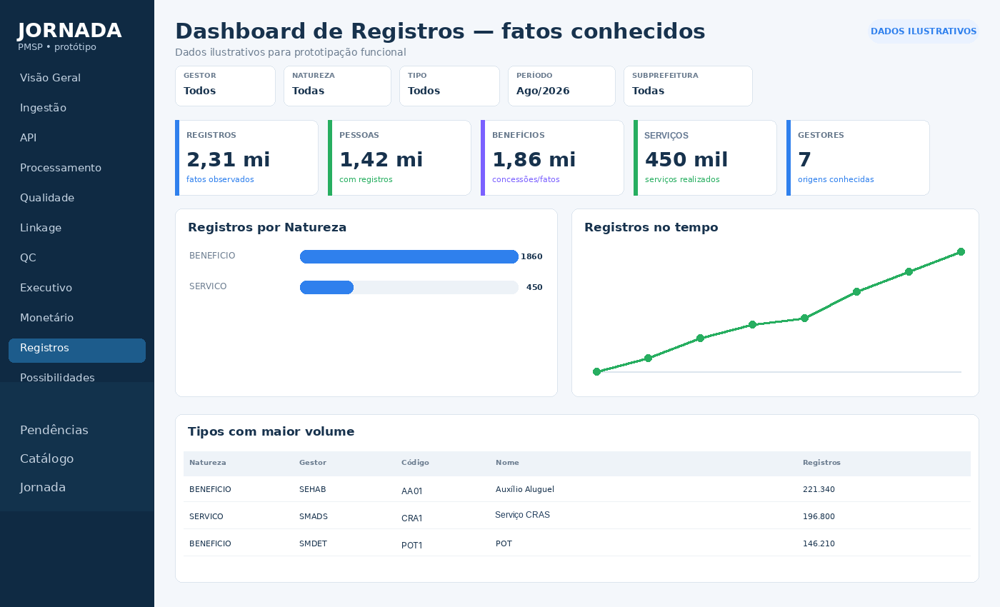 JORNADA
PMSP • protótipo
Visão Geral
Ingestão
API
Processamento
Qualidade
Linkage
QC
Executivo
Monetário
Registros
Possibilidades
Pendências
Catálogo
Jornada
Dashboard de Registros — fatos conhecidos
Dados ilustrativos para prototipação funcional
DADOS ILUSTRATIVOS
GESTOR
Todos
NATUREZA
Todas
TIPO
Todos
PERÍODO
Ago/2026
SUBPREFEITURA
Todas
REGISTROS
2,31 mi
fatos observados
PESSOAS
1,42 mi
com registros
BENEFÍCIOS
1,86 mi
concessões/fatos
SERVIÇOS
450 mil
serviços realizados
GESTORES
7
origens conhecidas
Registros por Natureza
BENEFICIO 1860
SERVICO 450
Registros no tempo
Tipos com maior volume
Natureza Gestor Código Nome Registros
BENEFICIO SEHAB AA01 Auxílio Aluguel 221.340
SERVICO SMADS CRA1 Serviço CRAS 196.800
BENEFICIO SMDET POT1 POT 146.210